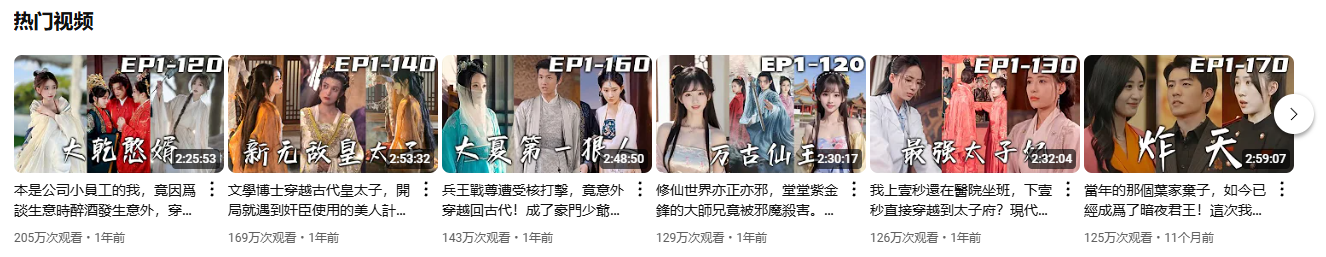 热门视频
EP1-120
大乾憨婿
2:25:53
本是公司小員工的我，竟因爲
談生意時醉酒發生意外，穿...
205万次观看•1年前
EP1-140
新无敌皇太子
2:53:32
文學博士穿越古代皇太子，開
局就遇到奸臣使用的美人計...
169万次观看•1年前
EP1-160
大夏第一狠人
2:48:50
兵王戰尊遭受核打擊，竟意外
穿越回古代！成了豪門少爺...
143万次观看•1年前
EP1-120
万古仙王
2:30:17
修仙世界亦正亦邪，堂堂紫金
鋒的大師兄竟被邪魔殺害。...
129万次观看•1年前
EP1-130
最强太子
2:32:04
我上壹秒還在醫院坐班，下壹
秒直接穿越到太子府？現代...
126万次观看•1年前
EP1-170
炸天
2:59:07
當年的那個葉家棄子，如今已
經成爲了暗夜君王！這次我...
125万次观看•11个月前